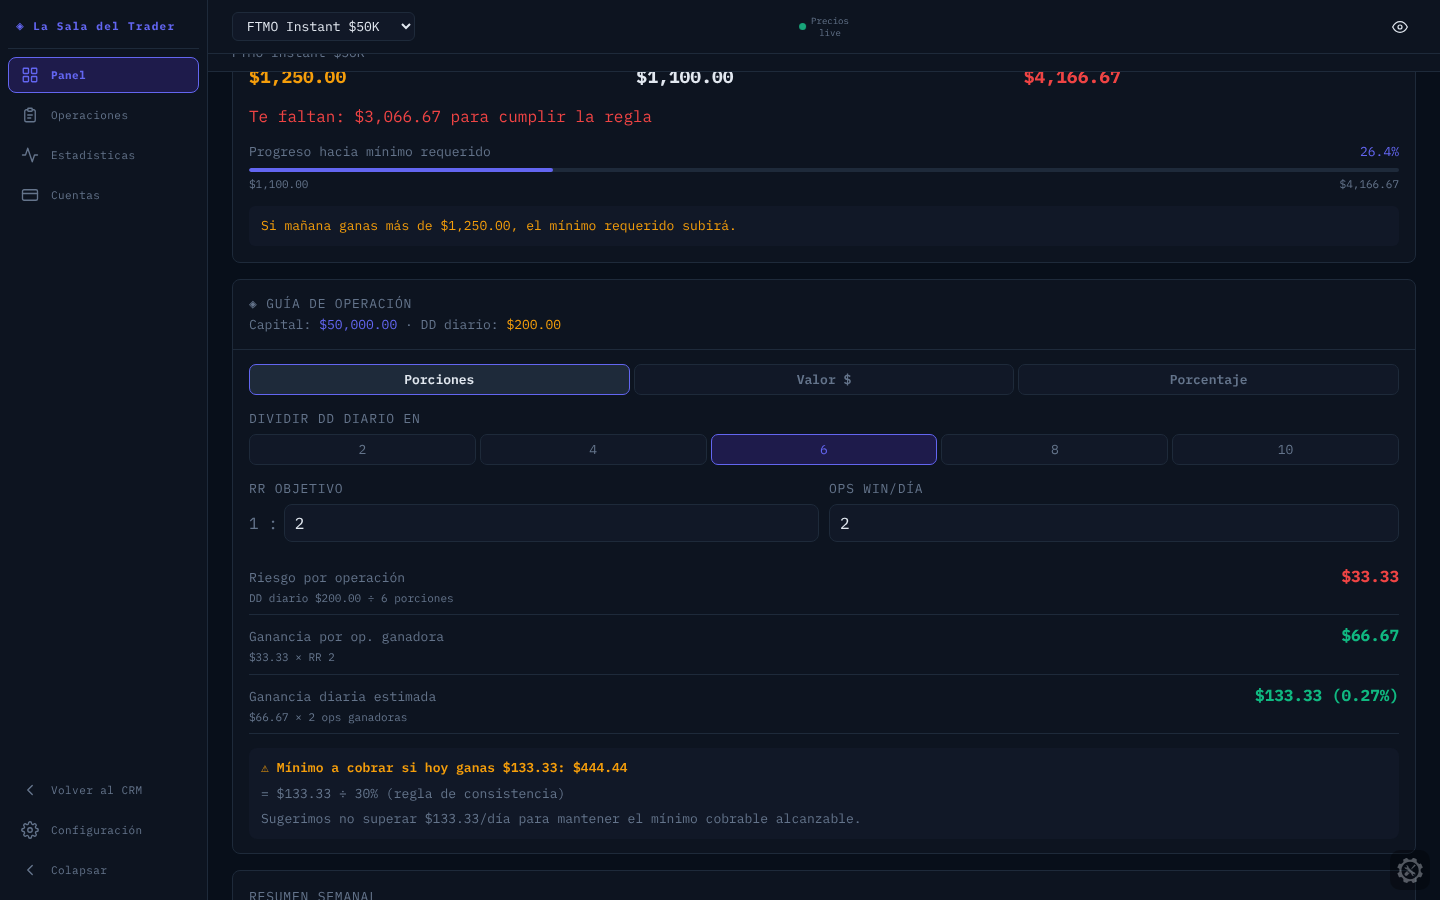 ◈ La Sala del Trader
Panel
Operaciones
Estadísticas
Cuentas
Volver al CRM
Configuración
Colapsar
FTMO Instant $50K
Precios
live
FTMO Instant $50K
$1,250.00
$1,100.00
$4,166.67
Te faltan: $3,066.67 para cumplir la regla
Progreso hacia mínimo requerido
26.4%
$1,100.00
$4,166.67
Si mañana ganas más de $1,250.00, el mínimo requerido subirá.
◈ GUÍA DE OPERACIÓN
Capital: $50,000.00 · DD diario: $200.00
Porciones
Valor $
Porcentaje
DIVIDIR DD DIARIO EN
2
4
6
8
10
RR OBJETIVO
OPS WIN/DÍA
1 : 2
2
Riesgo por operación
$33.33
DD diario $200.00 ÷ 6 porciones
Ganancia por op. ganadora
$66.67
$33.33 × RR 2
Ganancia diaria estimada
$133.33 (0.27%)
$66.67 × 2 ops ganadoras
⚠ Mínimo a cobrar si hoy ganas $133.33: $444.44
= $133.33 ÷ 30% (regla de consistencia)
Sugerimos no superar $133.33/día para mantener el mínimo cobrable alcanzable.
RESUMEN SEMANAL